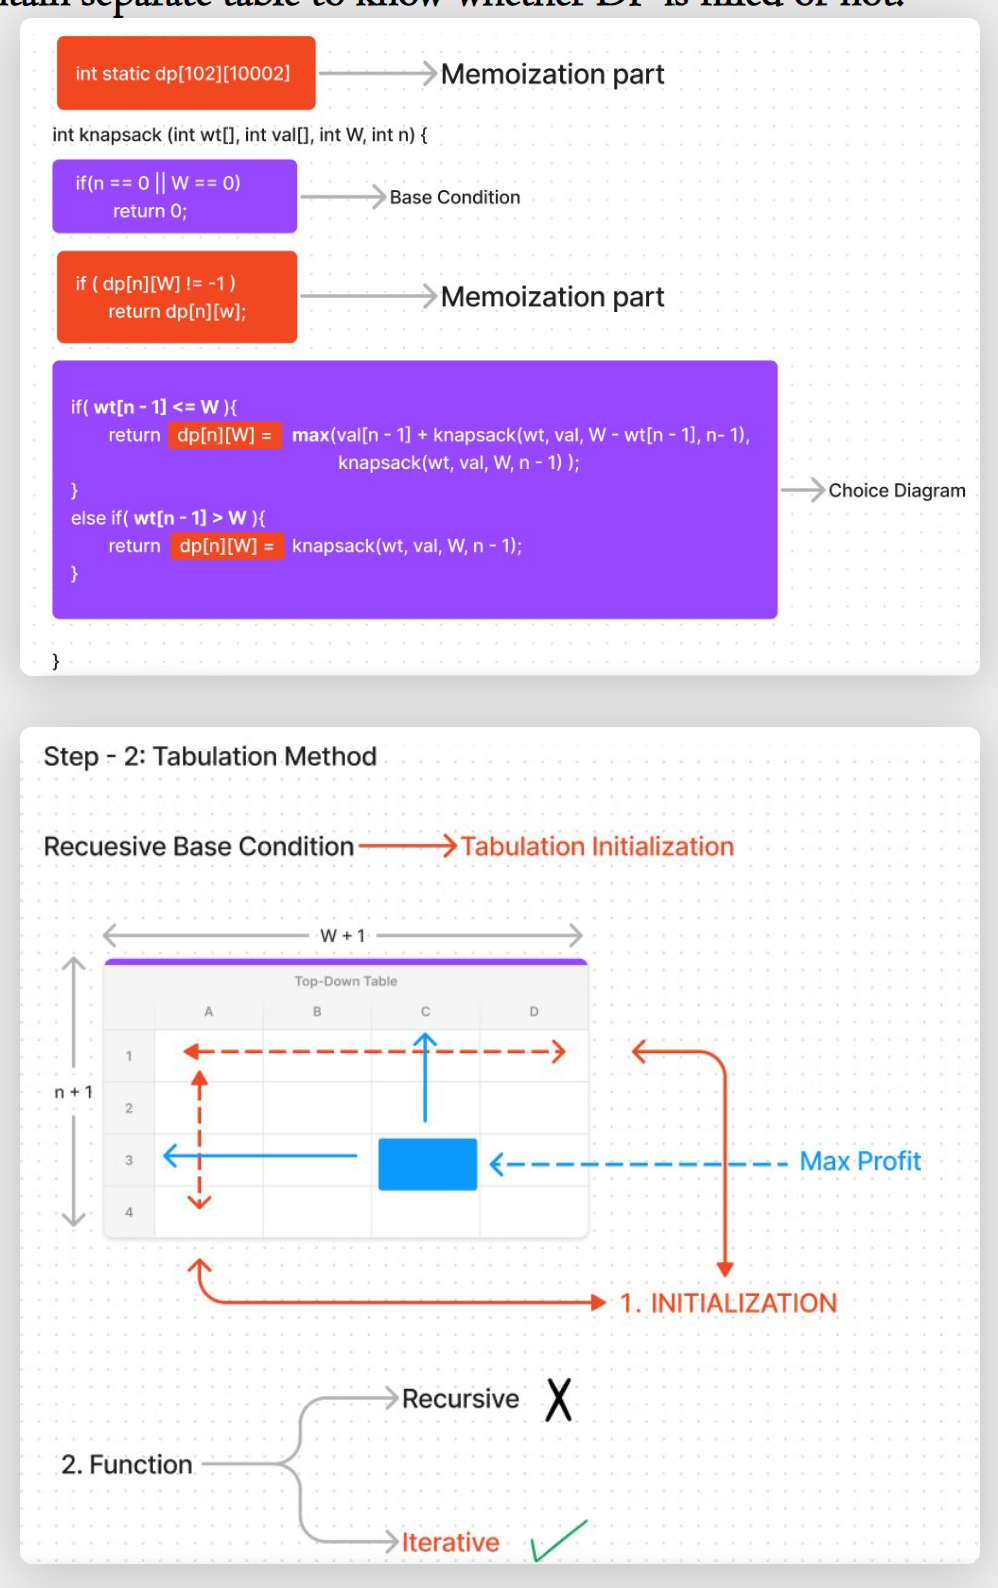 ntain separate table to know whether DP is filled or not.
int static dp[102][10002]
Memoization part
int knapsack (int wt[], int val[], int W, int n) {
if(n == 0 || W == 0)
return 0;
Base Condition
if ( dp[n][W] != -1 )
return dp[n][w];
Memoization part
if( wt[n - 1] <= W ){
return dp[n][W] = max(val[n - 1] + knapsack(wt, val, W - wt[n - 1], n- 1),
knapsack(wt, val, W, n - 1) );
}
else if( wt[n - 1] > W ){
return dp[n][W] = knapsack(wt, val, W, n - 1);
}
Choice Diagram
}
Step - 2: Tabulation Method
Recuesive Base Condition
Tabulation Initialization
W + 1
Top-Down Table
A B C D
1
n + 1
2
3
Max Profit
4
1. INITIALIZATION
Recursive X
2. Function
Iterative